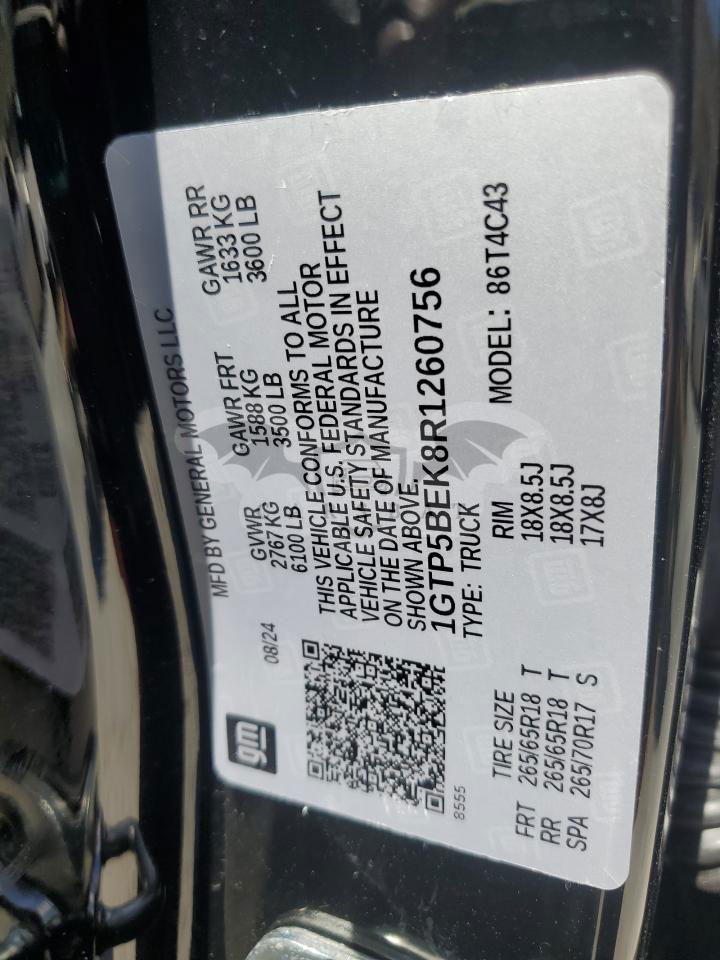 gm
MFD BY GENERAL MOTORS LLC
08/24 GVWR GAWR FRT GAWR RR
2767 KG 1588 KG 1633 KG
6100 LB 3500 LB 3600 LB
THIS VEHICLE CONFORMS TO ALL
APPLICABLE U.S. FEDERAL MOTOR
VEHICLE SAFETY STANDARDS IN EFFECT
ON THE DATE OF MANUFACTURE
SHOWN ABOVE.
1GTP5BEK8R1260756
8555 TYPE: TRUCK MODEL: 86T4C43
TIRE SIZE RIM
FRT 265/65R18 T 18X8.5J
RR 265/65R18 T 18X8.5J
SPA 265/70R17 S 17X8J